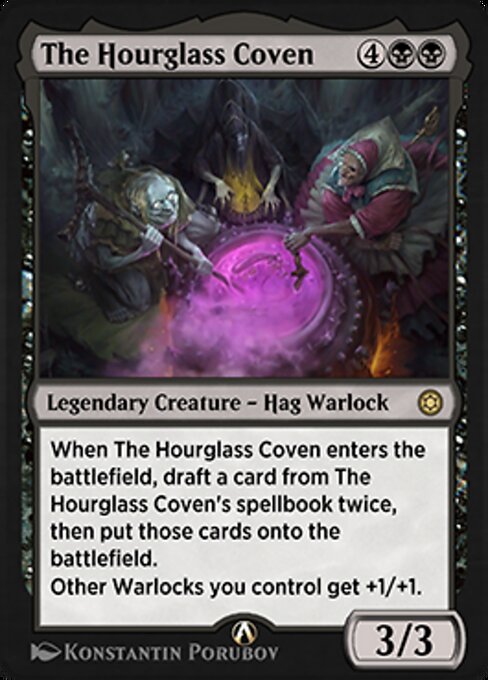 The Hourglass Coven 4
Legendary Creature – Hag Warlock
When The Hourglass Coven enters the
battlefield, draft a card from The
Hourglass Coven's spellbook twice,
then put those cards onto the
battlefield.
Other Warlocks you control get +1/+1.
3/3
Konstantin Porubov